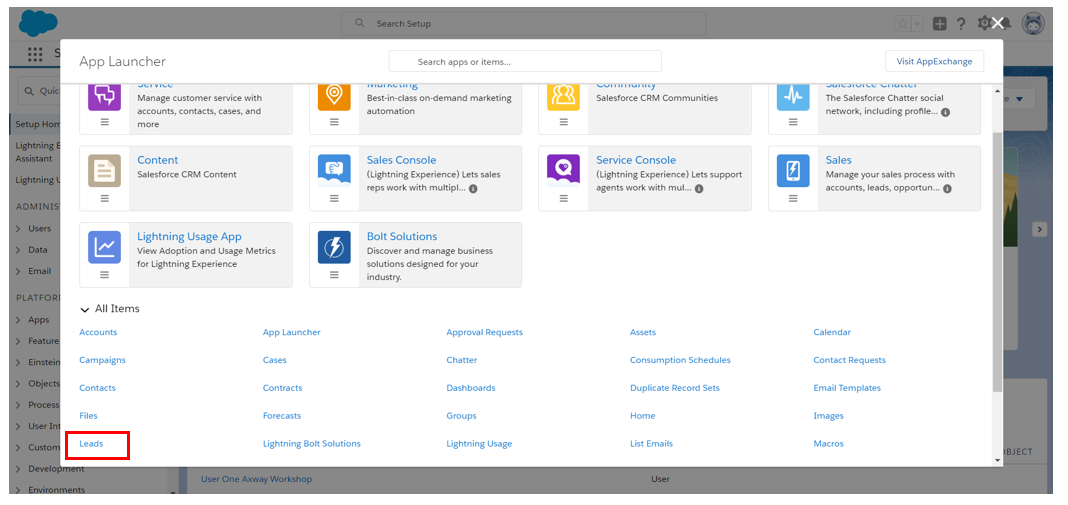 Search Setup
S
App Launcher
Search apps or items...
Visit AppExchange
Quic
Setup Hom
Lightning E
Assistant
Lightning U
ADMINIS
Users
Data
Email
PLATFOR
Apps
Feature
Einstein
Objects
Process
User Int
Custom
Development
Environments
Service
Manage customer service with
accounts, contacts, cases, and
more
Marketing
Best-in-class on-demand marketing
automation
Community
Salesforce CRM Communities
Salesforce Chatter
The Salesforce Chatter social
network, including profile...
Content
Salesforce CRM Content
Sales Console
(Lightning Experience) Lets sales
reps work with multipl...
Service Console
(Lightning Experience) Lets support
agents work with mul...
Sales
Manage your sales process with
accounts, leads, opportun...
Lightning Usage App
View Adoption and Usage Metrics
for Lightning Experience
Bolt Solutions
Discover and manage business
solutions designed for your
industry.
All Items
Accounts App Launcher Approval Requests Assets Calendar
Campaigns Cases Chatter Consumption Schedules Contact Requests
Contacts Contracts Dashboards Duplicate Record Sets Email Templates
Files Forecasts Groups Home Images
Leads Lightning Bolt Solutions Lightning Usage List Emails Macros
BJECT
User One Axway Workshop User